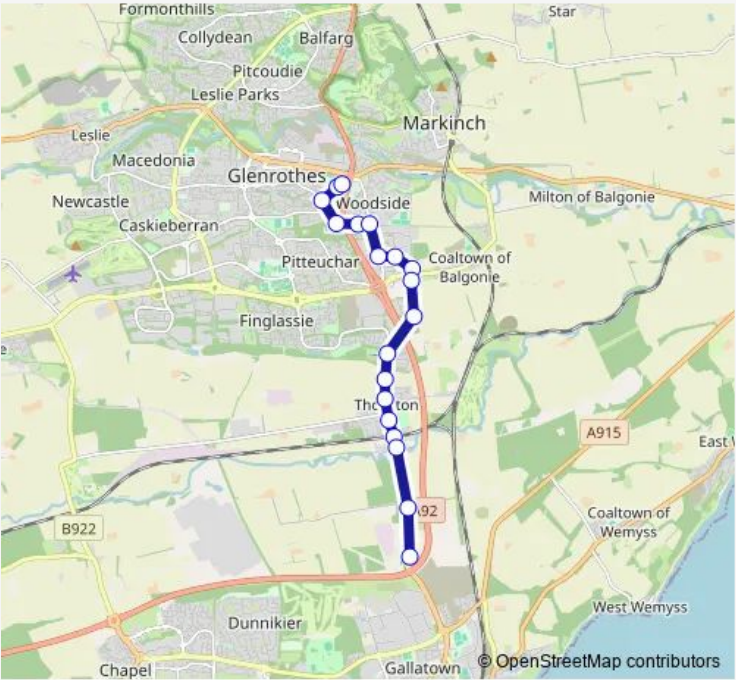 Formonthills
Star
Collydean
Balfarg
Pitcoudie
Leslie Parks
Markinch
Leslie
Macedonia
Glenrothes
Newcastle
Woodside
Milton of Balgonie
Caskieberran
Pitteuchar
Coaltown of
Balgonie
Finglassie
e
A915
East
B922
Coaltown of
Wemyss
West Wemyss
Dunnikier
Chapel
Gallatown
© OpenStreetMap contributors